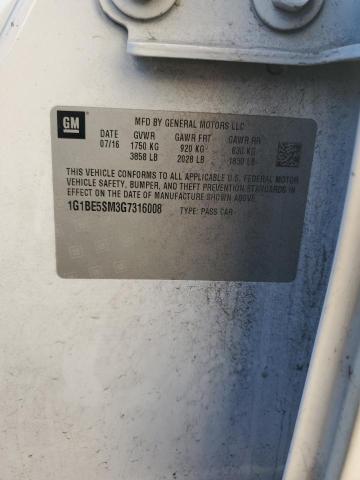 GM
MFD BY GENERAL MOTORS LLC
DATE GVWR GAWR FRT GAWR RR
07/16 1750 KG 920 KG 830 KG
3858 LB 2028 LB 1830 LB
THIS VEHICLE CONFORMS TO ALL APPLICABLE U.S. FEDERAL MOTOR
VEHICLE SAFETY, BUMPER, AND THEFT PREVENTION STANDARDS IN
EFFECT ON THE DATE OF MANUFACTURE SHOWN ABOVE.
1G1BE5SM3G7316008 TYPE: PASS CAR